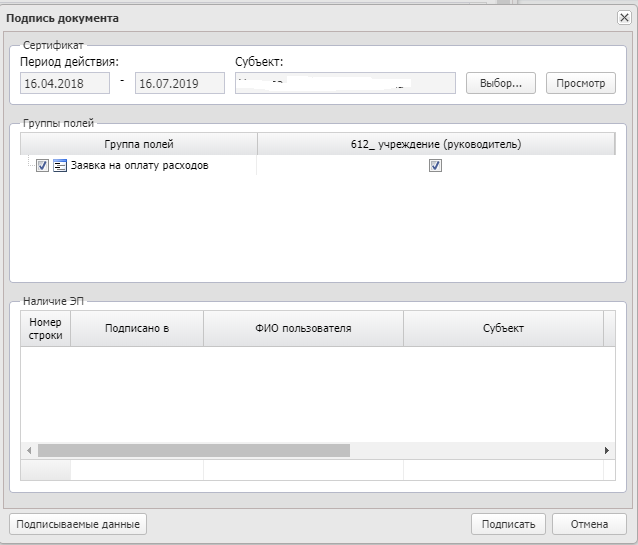 Подпись документа
Сертификат
Период действия: Субъект:
16.04.2018 - 16.07.2019 Выбор... Просмотр
Группы полей
Группа полей 612_ учреждение (руководитель)
Заявка на оплату расходов
Наличие ЭП
Номер строки Подписано в ФИО пользователя Субъект
Подписываемые данные Подписать Отмена